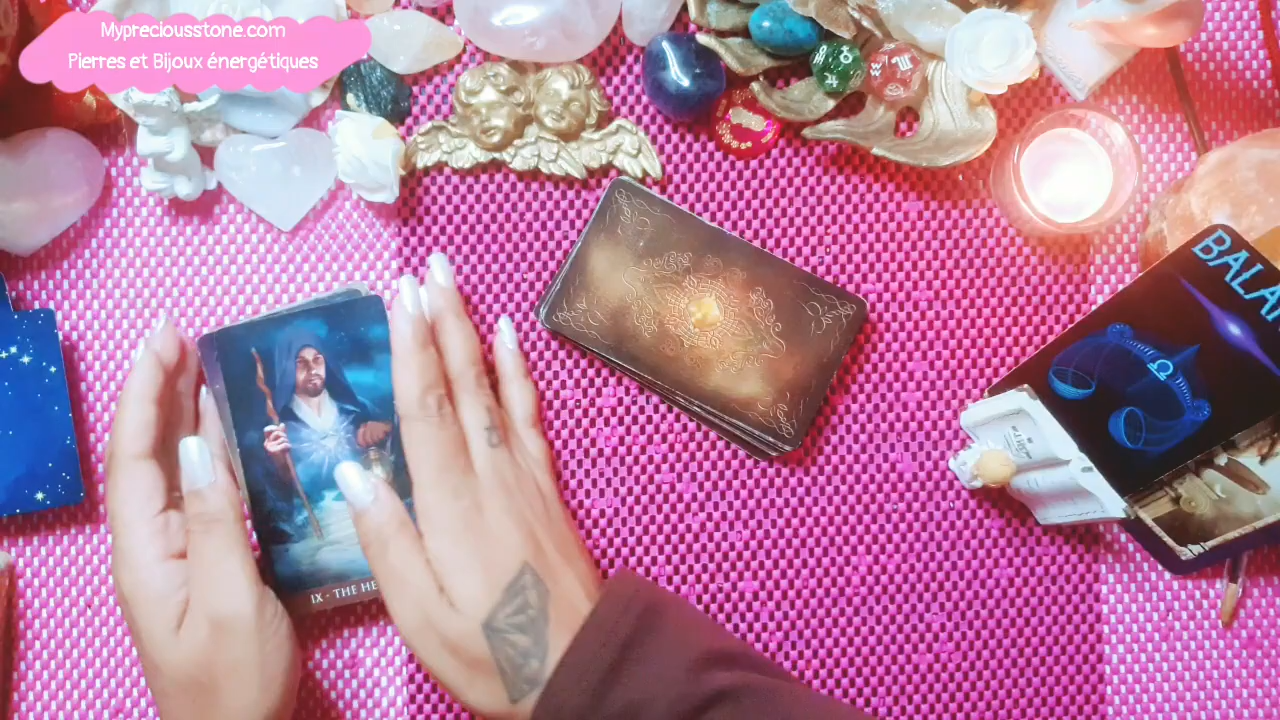 Mypreciousstone.com
Pierres et Bijoux énergétiques
BALA
IX - THE HE